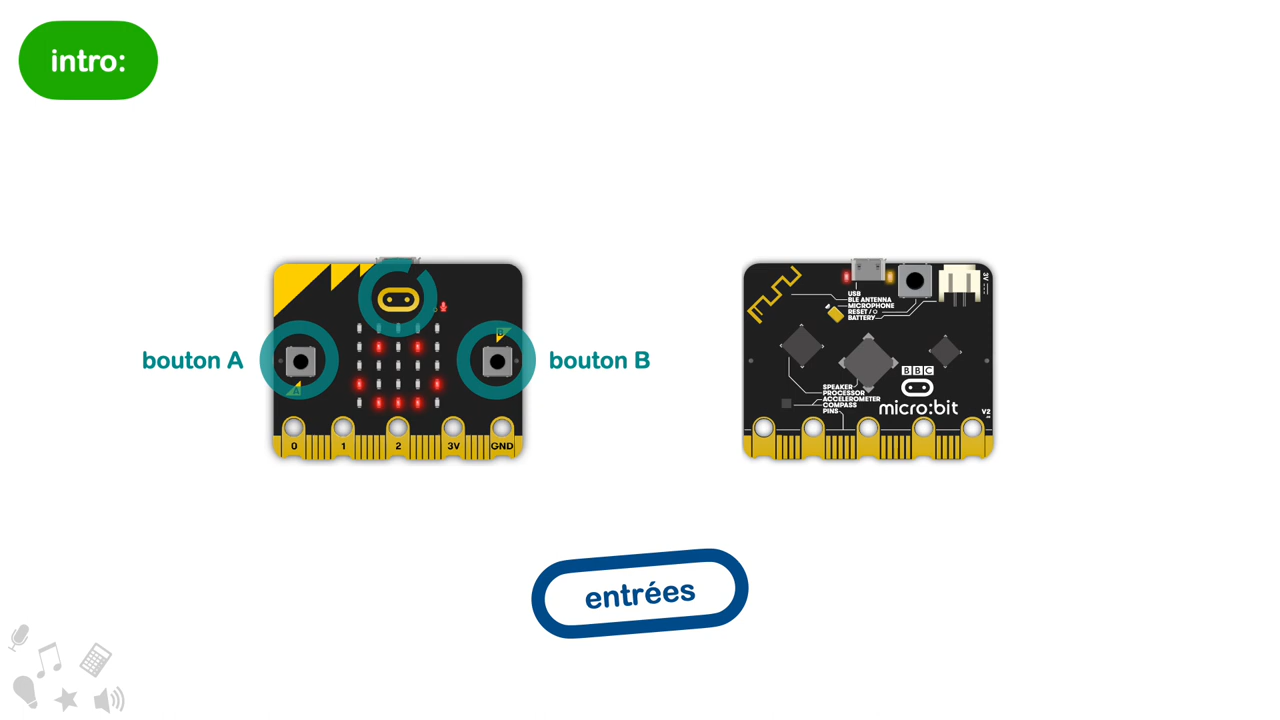 intro:
bouton A
bouton B
A
B
0 1 2 3V GND
USB
BLE ANTENNA
MICROPHONE
RESET /
BATTERY
3V
SPEAKER
PROCESSOR
ACCELEROMETER
COMPASS
PINS
BBC
micro:bit
V2
entrées